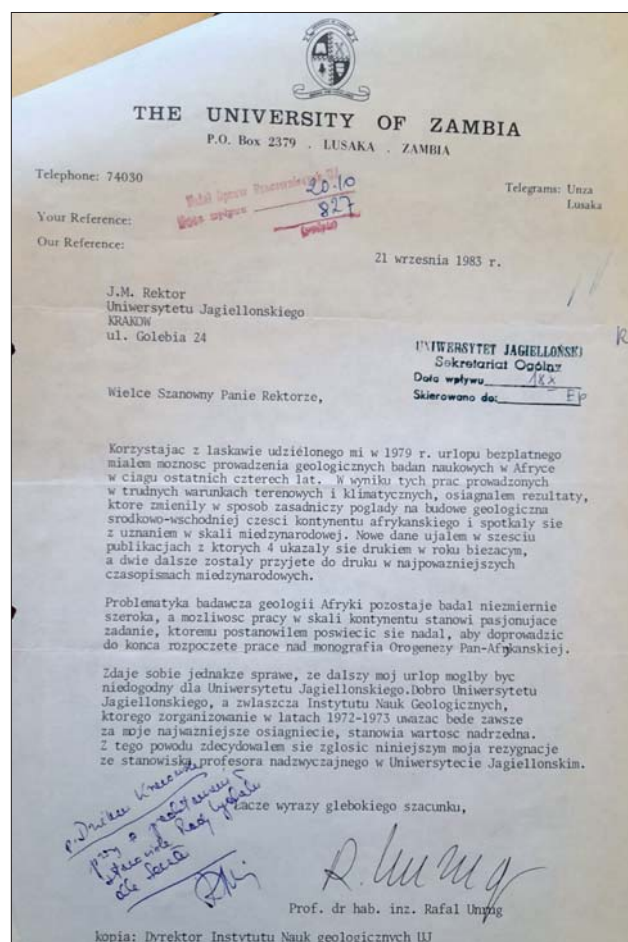 THE UNIVERSITY OF ZAMBIA
P.O. Box 2379 . LUSAKA . ZAMBIA
Telephone: 74030
Telegrams: Unza
Lusaka
20.10
827
Your Reference:
Our Reference:
21 wrzesnia 1983 r.
J.M. Rektor
Uniwersytetu Jagiellonskiego
KRAKOW
ul. Golebia 24
UNIWERSYTET JAGIELLOŃSKI
Sekretariat Ogólny
Data wpływu 18 X
Skierowano do:
Wielce Szanowny Panie Rektorze,
Korzystajac z laskawie udziélonego mi w 1979 r. urlopu bezplatnego
mialem moznosc prowadzenia geologicznych badan naukowych w Afryce
w ciagu ostatnich czterech lat. W wyniku tych prac prowadzonych
w trudnych warunkach terenowych i klimatycznych, osiagnalem rezultaty,
ktore zmienily w sposob zasadniczy poglady na budowe geologiczna
srodkowo-wschodniej czesci kontynentu afrykanskiego i spotkaly sie
z uznaniem w skali miedzynarodowej. Nowe dane ujalem w szesciu
publikacjach z ktorych 4 ukazaly sie drukiem w roku biezacym,
a dwie dalsze zostaly przyjete do druku w najpowazniejszych
czasopismach miedzynarodowych.
Problematyka badawcza geologii Afryki pozostaje badal niezmiernie
szeroka, a mozliwosc pracy w skali kontynentu stanowi pasjonujace
zadanie, ktoremu postanowilem poswiecic sie nadal, aby doprowadzic
do konca rozpoczete prace nad monografia Orogenezy Pan-Afrykanskiej.
Zdaje sobie jednakze sprawe, ze dalszy moj urlop moglby byc
niedogodny dla Uniwersytetu Jagiellonskiego.Dobro Uniwersytetu
Jagiellonskiego, a zwlaszcza Instytutu Nauk Geologicznych,
ktorego zorganizowanie w latach 1972-1973 uwazac bede zawsze
za moje najwazniejsze osiagniecie, stanowia wartosc nadrzedna.
Z tego powodu zdecydowalem sie zglosic niniejszym moja rezygnacje
ze stanowiska profesora nadzwyczajnego w Uniwersytecie Jagiellonskim.
Lacze wyrazy glebokiego szacunku,
R. Unrug
Prof. dr hab. inz. Rafal Unrug
kopia: Dyrektor Instytutu Nauk geologicznych UJ